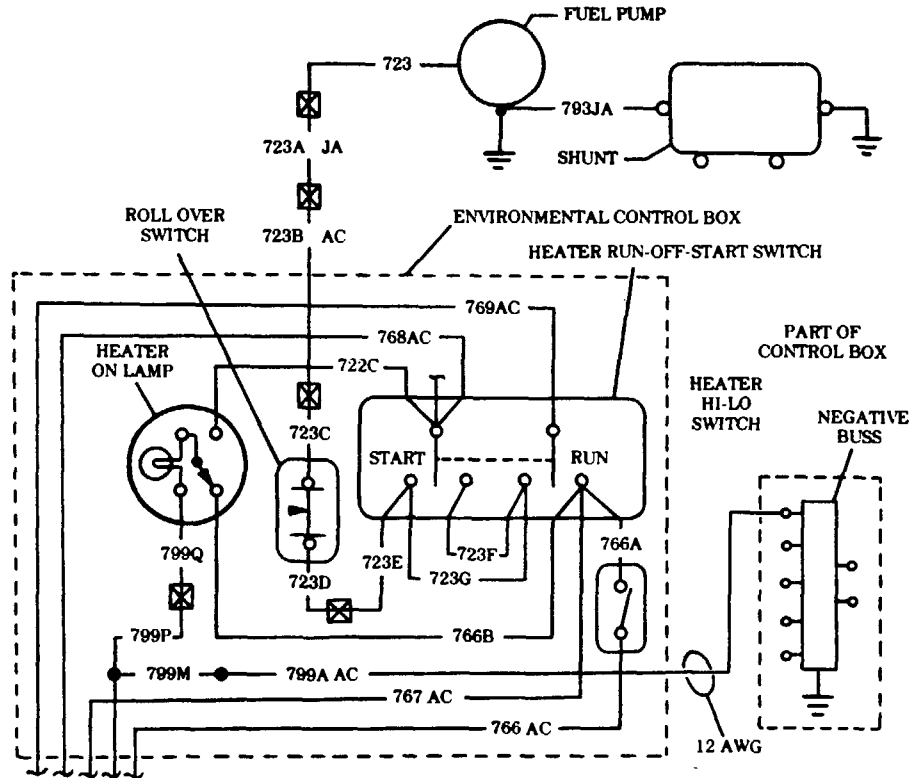 FUEL PUMP
723
793JA
723A JA
SHUNT
ROLL OVER
SWITCH
723B AC
ENVIRONMENTAL CONTROL BOX
HEATER RUN-OFF-START SWITCH
769AC
PART OF
CONTROL BOX
768AC
HEATER
ON LAMP
722C
HEATER
HI-LO
SWITCH
NEGATIVE
BUSS
723C
START
RUN
799Q
723E
723F
766A
723D
723G
799P
766B
799M
799A AC
767 AC
766 AC
12 AWG